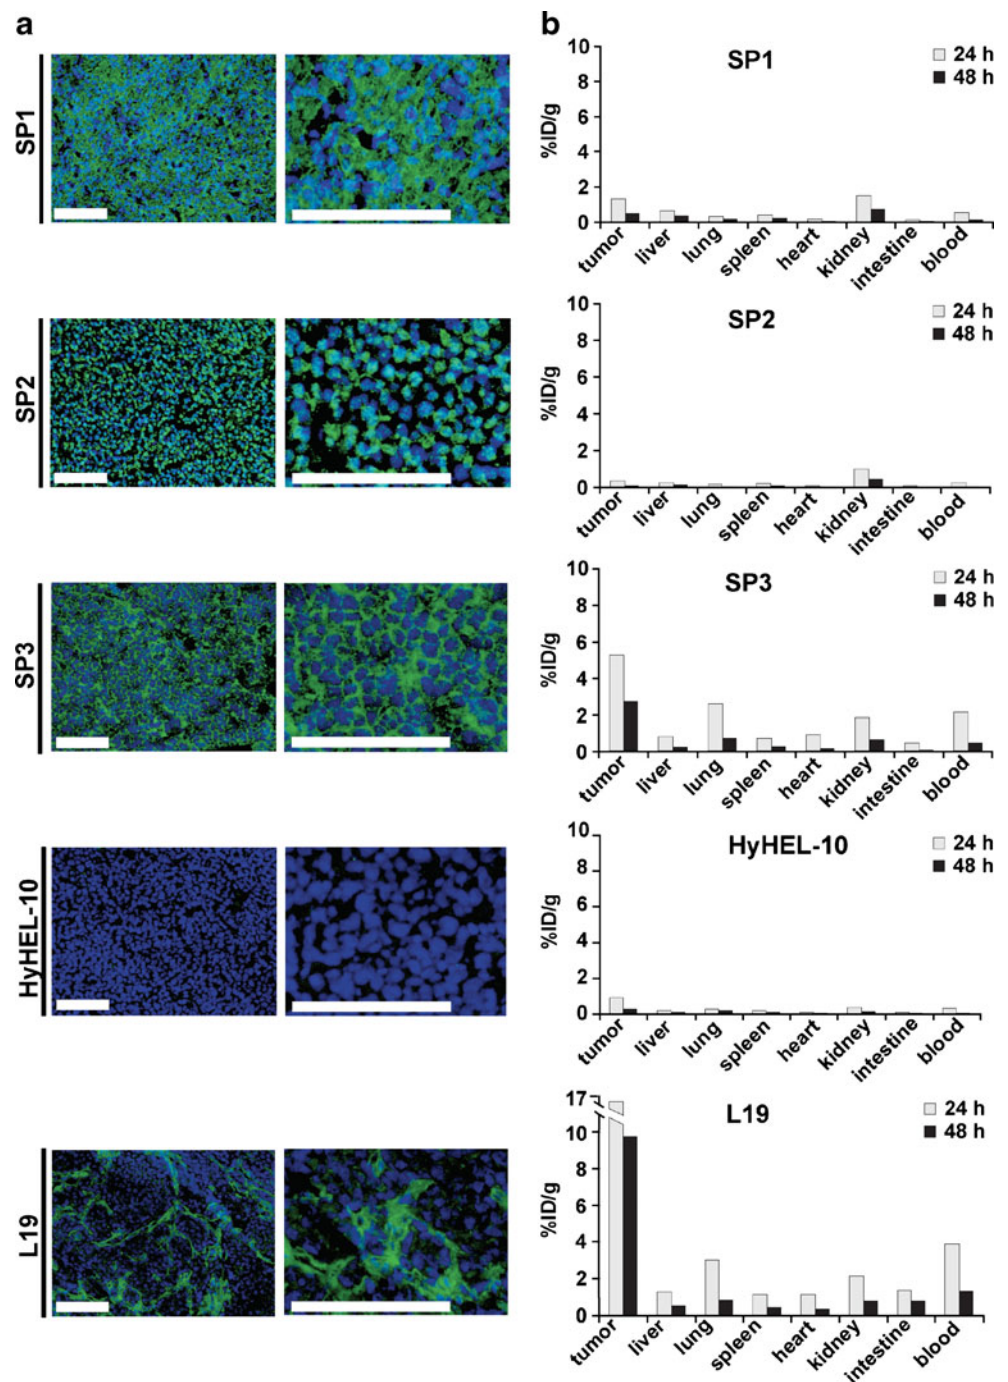 a
SP1
SP2
SP3
HyHEL-10
L19
b
SP1
24 h
48 h
%ID/g
10
8
6
4
2
0
tumor liver lung spleen heart kidney intestine blood
SP2
24 h
48 h
%ID/g
10
8
6
4
2
0
tumor liver lung spleen heart kidney intestine blood
SP3
24 h
48 h
%ID/g
10
8
6
4
2
0
tumor liver lung spleen heart kidney intestine blood
HyHEL-10
24 h
48 h
%ID/g
10
8
6
4
2
0
tumor liver lung spleen heart kidney intestine blood
L19
24 h
48 h
%ID/g
17
10
8
6
4
2
0
tumor liver lung spleen heart kidney intestine blood